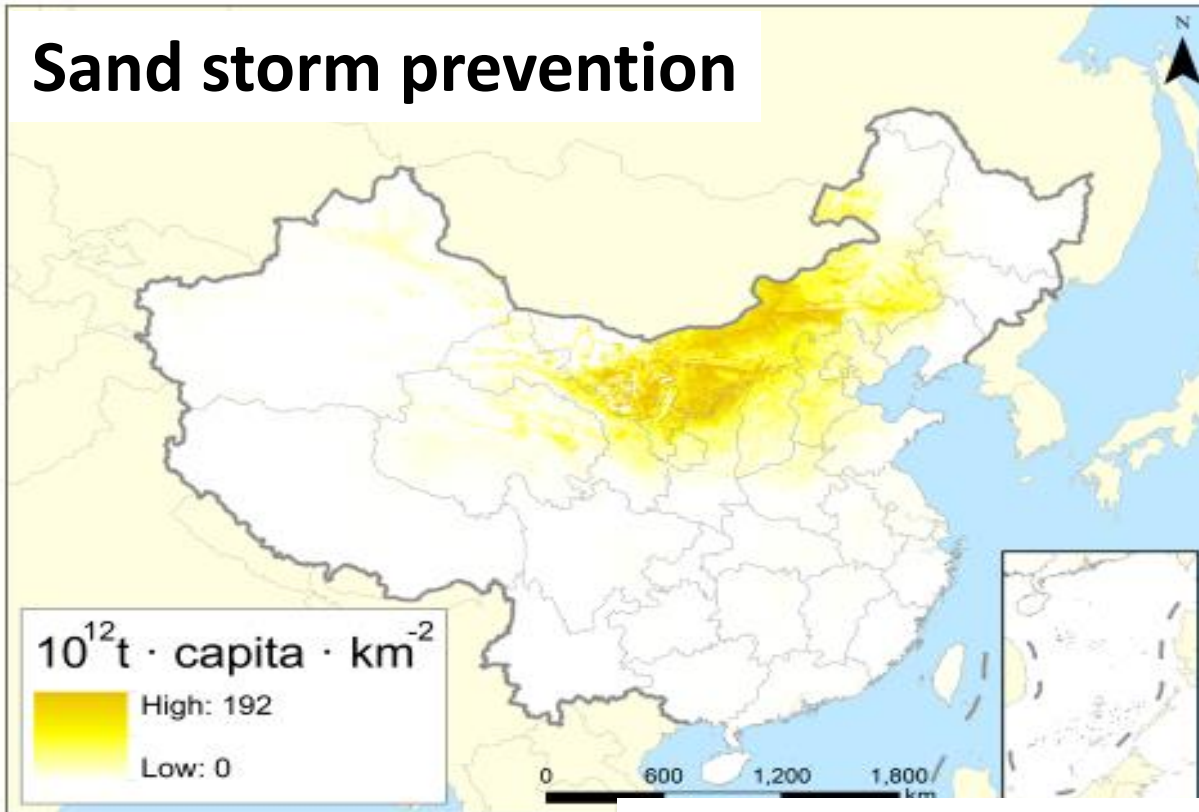 Sand storm prevention
N
10¹²t · capita · km⁻²
High: 192
Low: 0
0 600 1,200 1,800
km